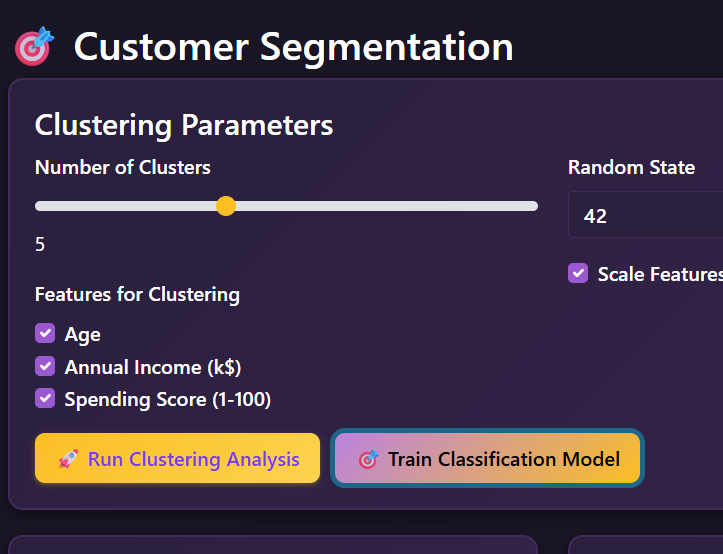 Customer Segmentation
Clustering Parameters
Number of Clusters
5
Random State
42
Scale Features
Features for Clustering
Age
Annual Income (k$)
Spending Score (1-100)
Run Clustering Analysis
Train Classification Model